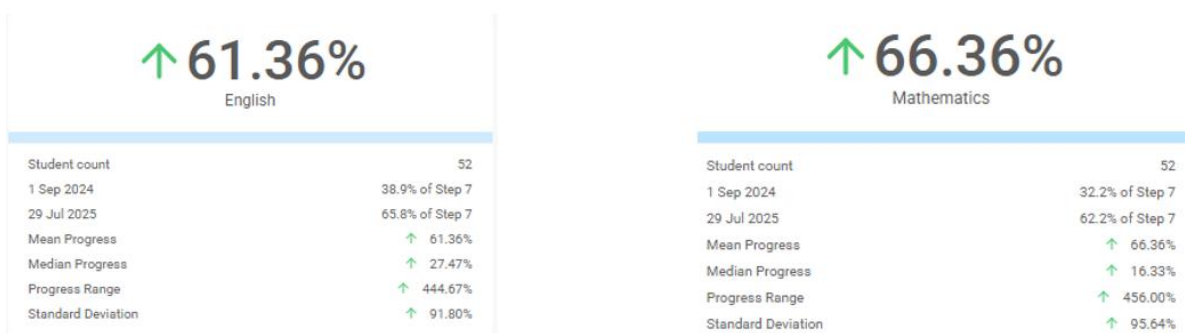 ↑ 61.36%
English
Student count 52
1 Sep 2024 38.9% of Step 7
29 Jul 2025 65.8% of Step 7
Mean Progress ↑ 61.36%
Median Progress ↑ 27.47%
Progress Range ↑ 444.67%
Standard Deviation ↑ 91.80%
↑ 66.36%
Mathematics
Student count 52
1 Sep 2024 32.2% of Step 7
29 Jul 2025 62.2% of Step 7
Mean Progress ↑ 66.36%
Median Progress ↑ 16.33%
Progress Range ↑ 456.00%
Standard Deviation ↑ 95.64%